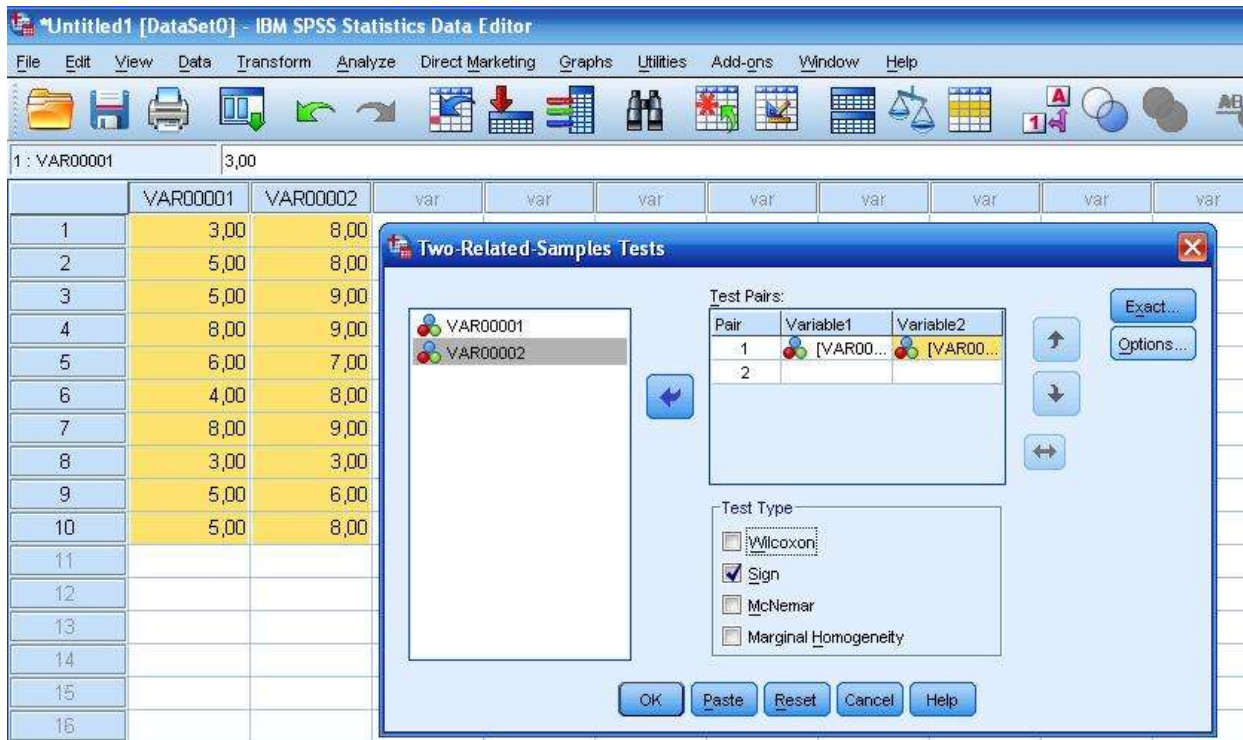 *Untitled1 [DataSet0] - IBM SPSS Statistics Data Editor
File Edit View Data Transform Analyze Direct Marketing Graphs Utilities Add-ons Window Help
1 : VAR00001 3,00
VAR00001 VAR00002 var var var var var var var var
1 3,00 8,00
2 5,00 8,00
3 5,00 9,00
4 8,00 9,00
5 6,00 7,00
6 4,00 8,00
7 8,00 9,00
8 3,00 3,00
9 5,00 6,00
10 5,00 8,00
11
12
13
14
15
16
Two-Related-Samples Tests
VAR00001
VAR00002
Test Pairs:
Pair Variable1 Variable2
1 [VAR00... [VAR00...
2
Exact...
Options...
Test Type
Wilcoxon
Sign
McNemar
Marginal Homogeneity
OK Paste Reset Cancel Help